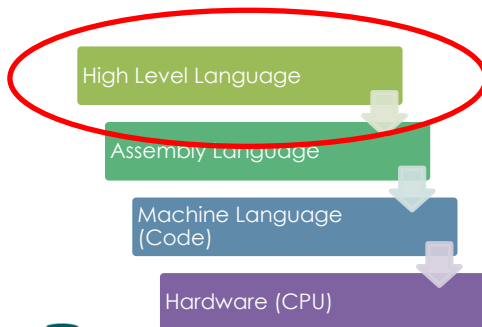 High Level Language
Assembly Language
Machine Language
(Code)
Hardware (CPU)